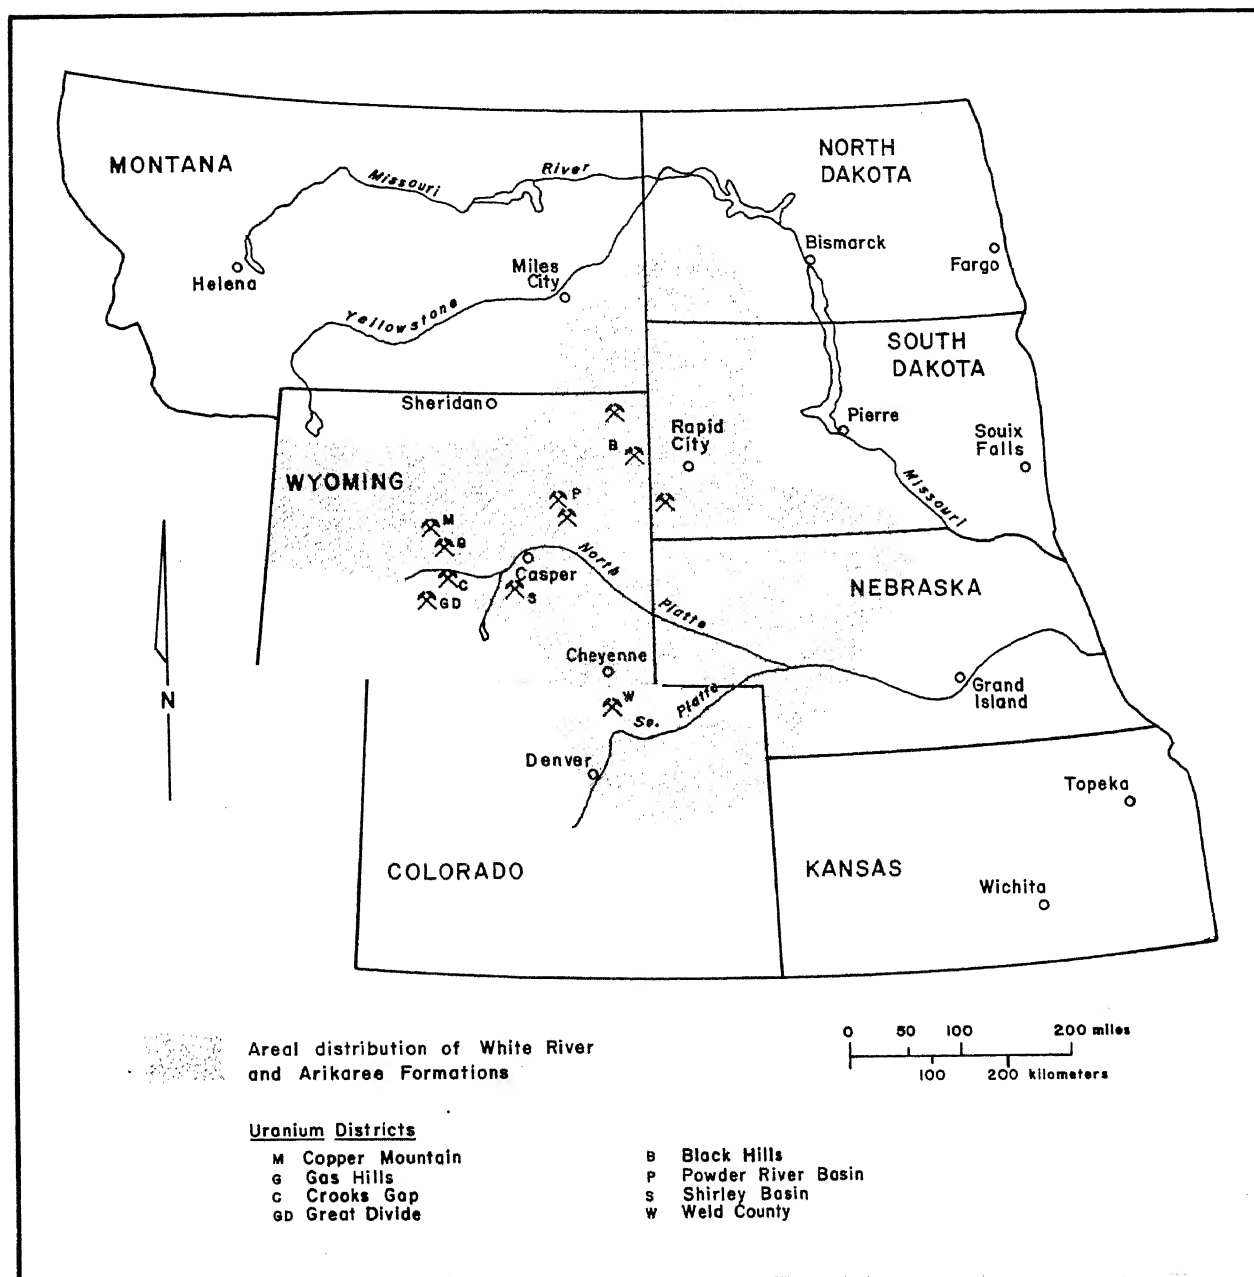 MONTANA
Missouri
River
NORTH
DAKOTA
Bismarck
Fargo
Helena
Miles
City
Yellowstone
SOUTH
DAKOTA
Sheridan
Rapid
City
Pierre
Souix
Falls
B
WYOMING
P
Missouri
M
G
North
Casper
C
GD
S
NEBRASKA
Platte
Cheyenne
Grand
Island
W
So.
Platte
N
Denver
Topeka
COLORADO
KANSAS
Wichita
0 50 100 200 miles
100 200 kilometers
Areal distribution of White River
and Arikaree Formations
Uranium Districts
M Copper Mountain
G Gas Hills
C Crooks Gap
GD Great Divide
B Black Hills
P Powder River Basin
S Shirley Basin
W Weld County